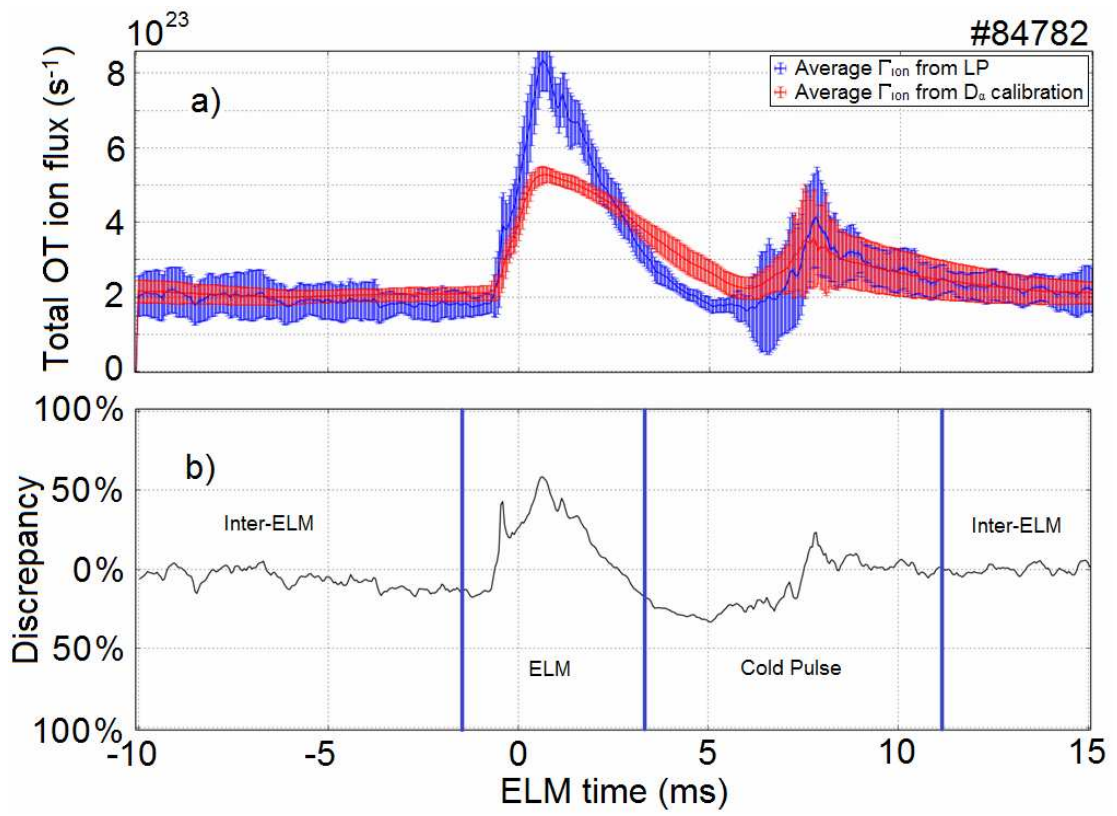 10²³ #84782
Total OT ion flux (s⁻¹)
a)
Average Γion from LP
Average Γion from Dα calibration
8
6
4
2
0
Discrepancy
b)
100%
50%
0%
50%
100%
Inter-ELM
ELM
Cold Pulse
Inter-ELM
-10 -5 0 5 10 15
ELM time (ms)